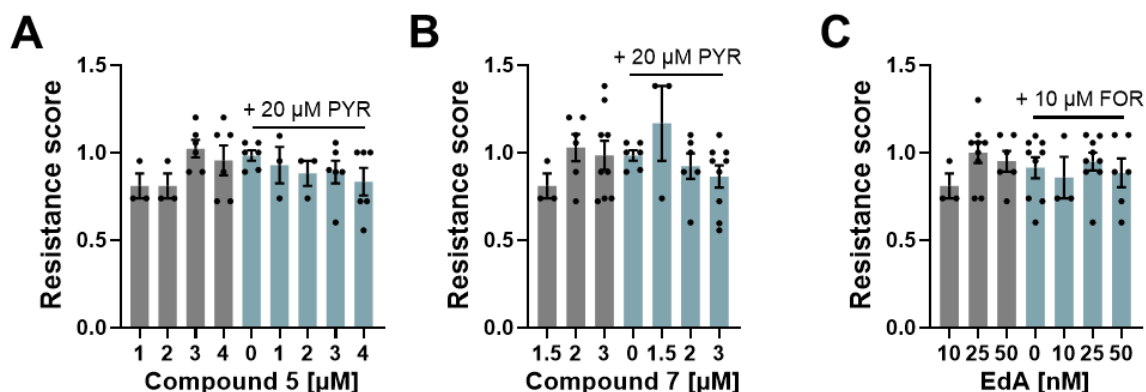 A
Resistance score
1.5
1.0
0.5
0.0
+ 20 µM PYR
1 2 3 4 0 1 2 3 4
Compound 5 [µM]
B
Resistance score
1.5
1.0
0.5
0.0
+ 20 µM PYR
1.5 2 3 0 1.5 2 3
Compound 7 [µM]
C
Resistance score
1.5
1.0
0.5
0.0
+ 10 µM FOR
10 25 50 0 10 25 50
EdA [nM]